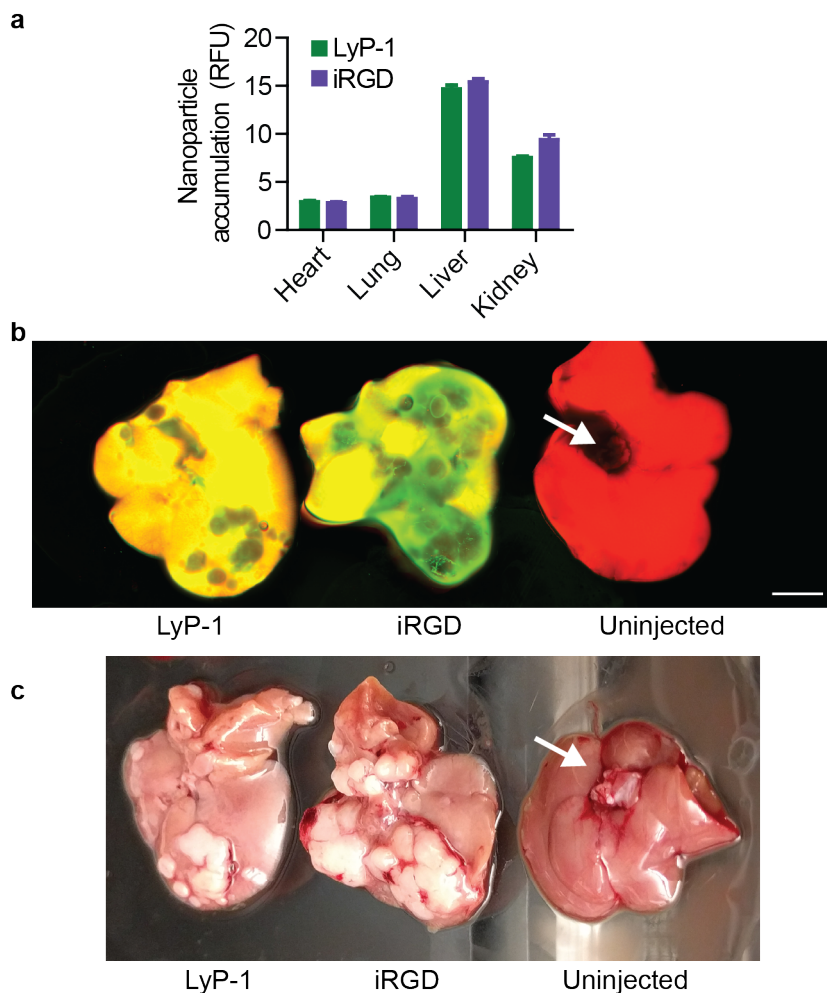 a
Nanoparticle
accumulation (RFU)
20
15
10
5
0
LyP-1
iRGD
Heart
Lung
Liver
Kidney
b
LyP-1 iRGD Uninjected
c
LyP-1 iRGD Uninjected